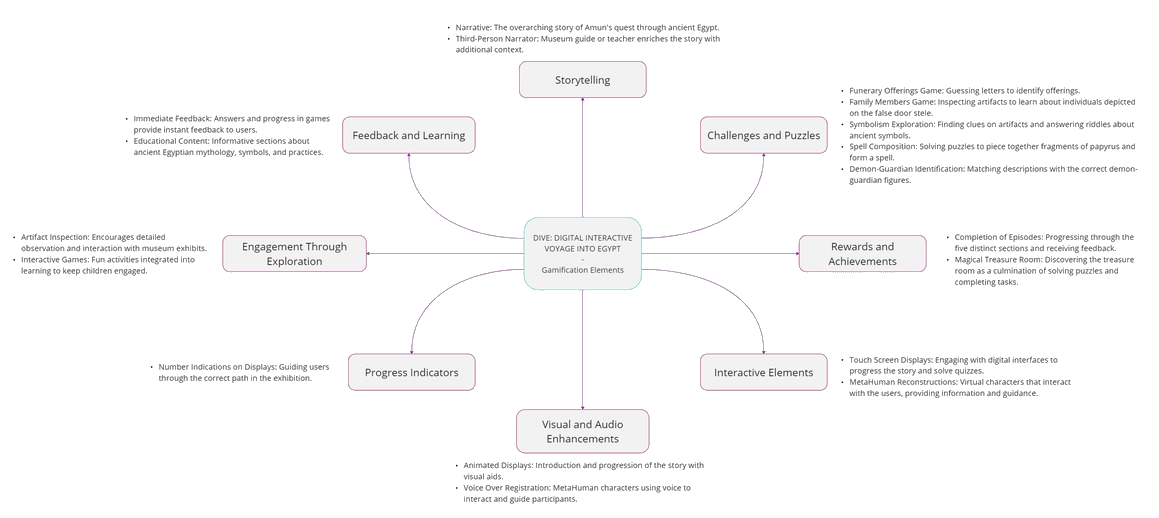 • Narrative: The overarching story of Amun's quest through ancient Egypt.
• Third-Person Narrator: Museum guide or teacher enriches the story with
additional context.
Storytelling
• Immediate Feedback: Answers and progress in games
provide instant feedback to users.
• Educational Content: Informative sections about
ancient Egyptian mythology, symbols, and practices.
Feedback and Learning
Challenges and Puzzles
• Funerary Offerings Game: Guessing letters to identify offerings.
• Family Members Game: Inspecting artifacts to learn about individuals depicted
on the false door stele.
• Symbolism Exploration: Finding clues on artifacts and answering riddles about
ancient symbols.
• Spell Composition: Solving puzzles to piece together fragments of papyrus and
form a spell.
• Demon-Guardian Identification: Matching descriptions with the correct demon-
guardian figures.
• Artifact Inspection: Encourages detailed
observation and interaction with museum exhibits.
• Interactive Games: Fun activities integrated into
learning to keep children engaged.
Engagement Through
Exploration
DIVE: DIGITAL INTERACTIVE
VOYAGE INTO EGYPT
-
Gamification Elements
Rewards and
Achievements
• Completion of Episodes: Progressing through the
five distinct sections and receiving feedback.
• Magical Treasure Room: Discovering the treasure
room as a culmination of solving puzzles and
completing tasks.
• Number Indications on Displays: Guiding users
through the correct path in the exhibition.
Progress Indicators
Interactive Elements
• Touch Screen Displays: Engaging with digital interfaces to
progress the story and solve quizzes.
• MetaHuman Reconstructions: Virtual characters that interact
with the users, providing information and guidance.
Visual and Audio
Enhancements
• Animated Displays: Introduction and progression of the story with
visual aids.
• Voice Over Registration: MetaHuman characters using voice to
interact and guide participants.